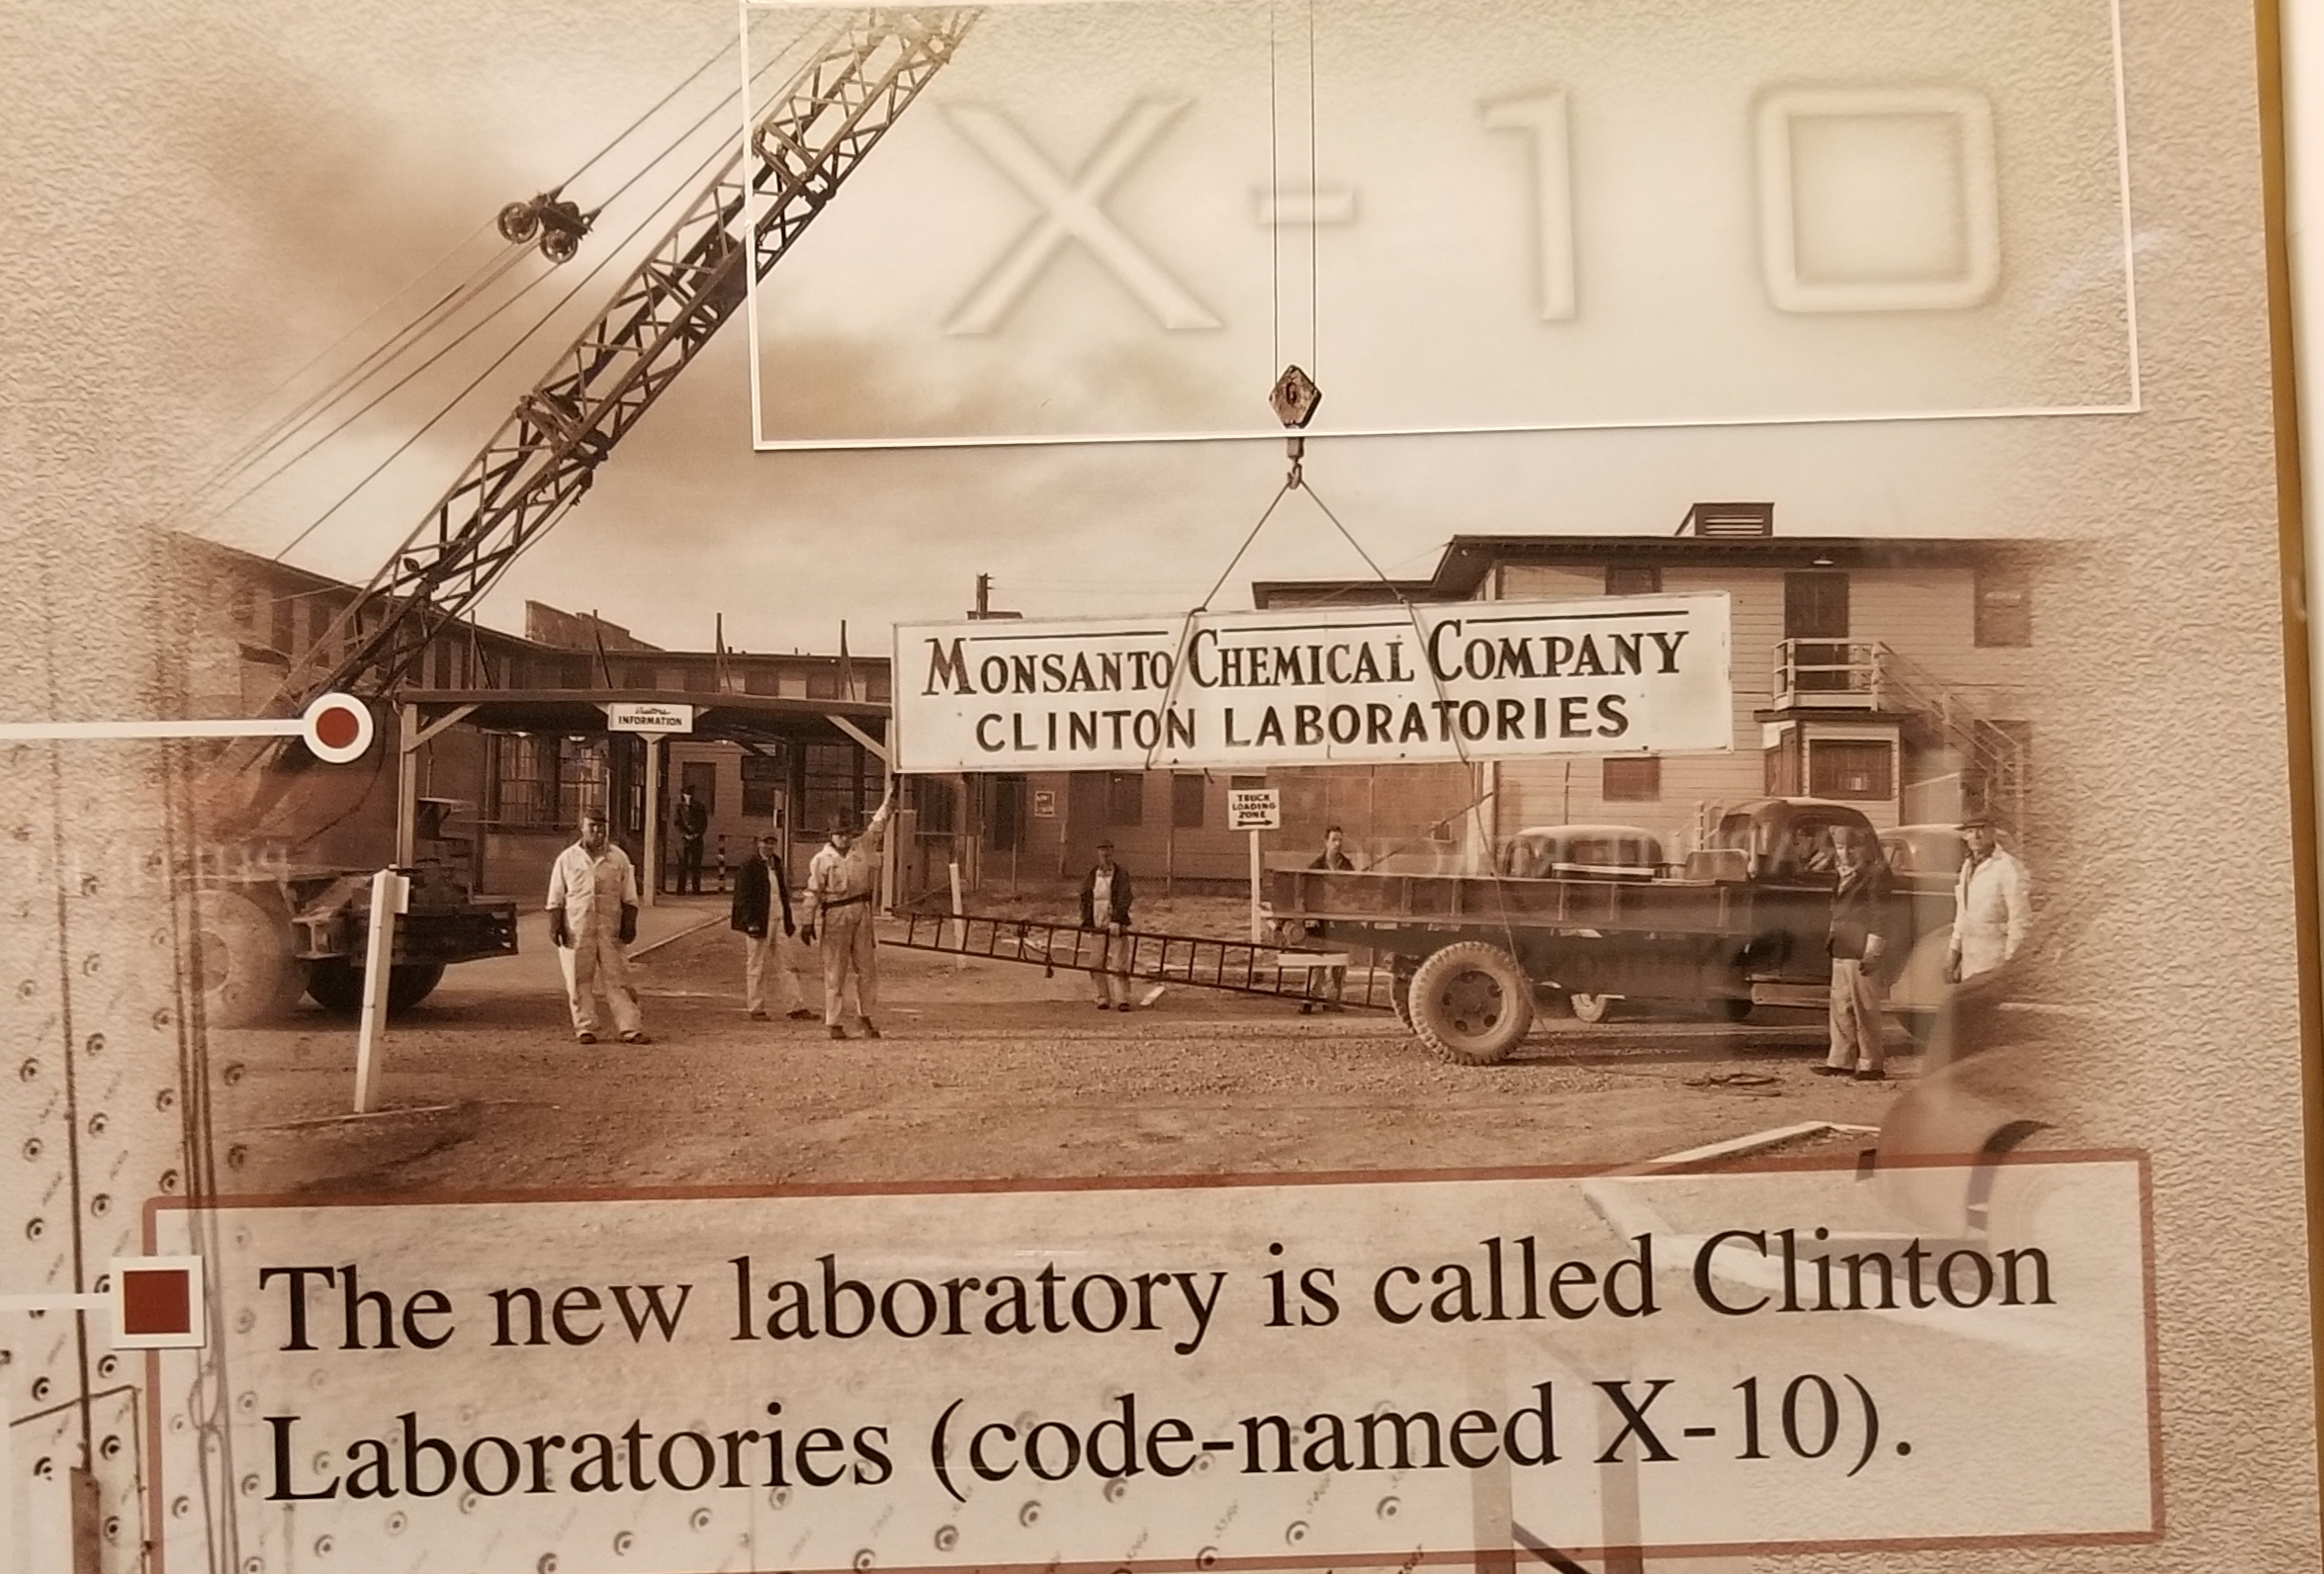 X-10
MONSANTO CHEMICAL COMPANY
CLINTON LABORATORIES
Visitors
INFORMATION
TRUCK
LOADING
ZONE
The new laboratory is called Clinton
Laboratories (code-named X-10).